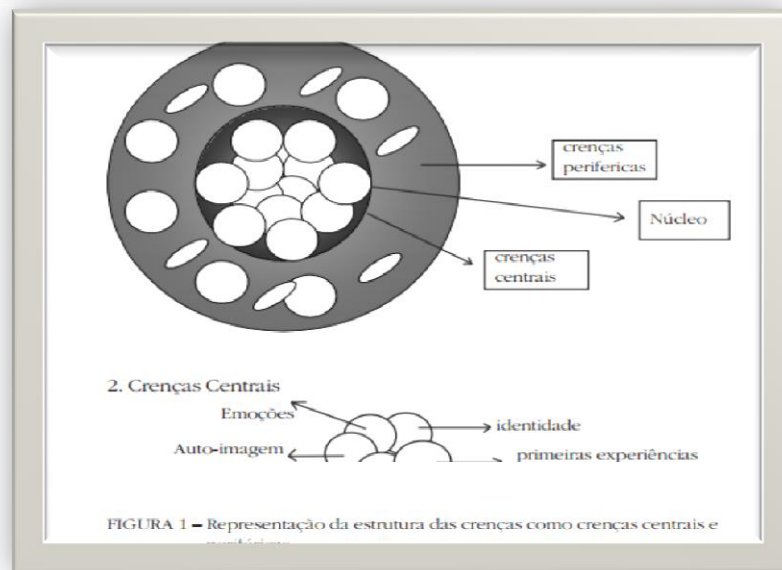 crenças
perifericas
Núcleo
crenças
centrais
2. Crenças Centrais
Emoções
identidade
Auto-imagem
primeiras experiências
FIGURA 1 – Representação da estrutura das crenças como crenças centrais e